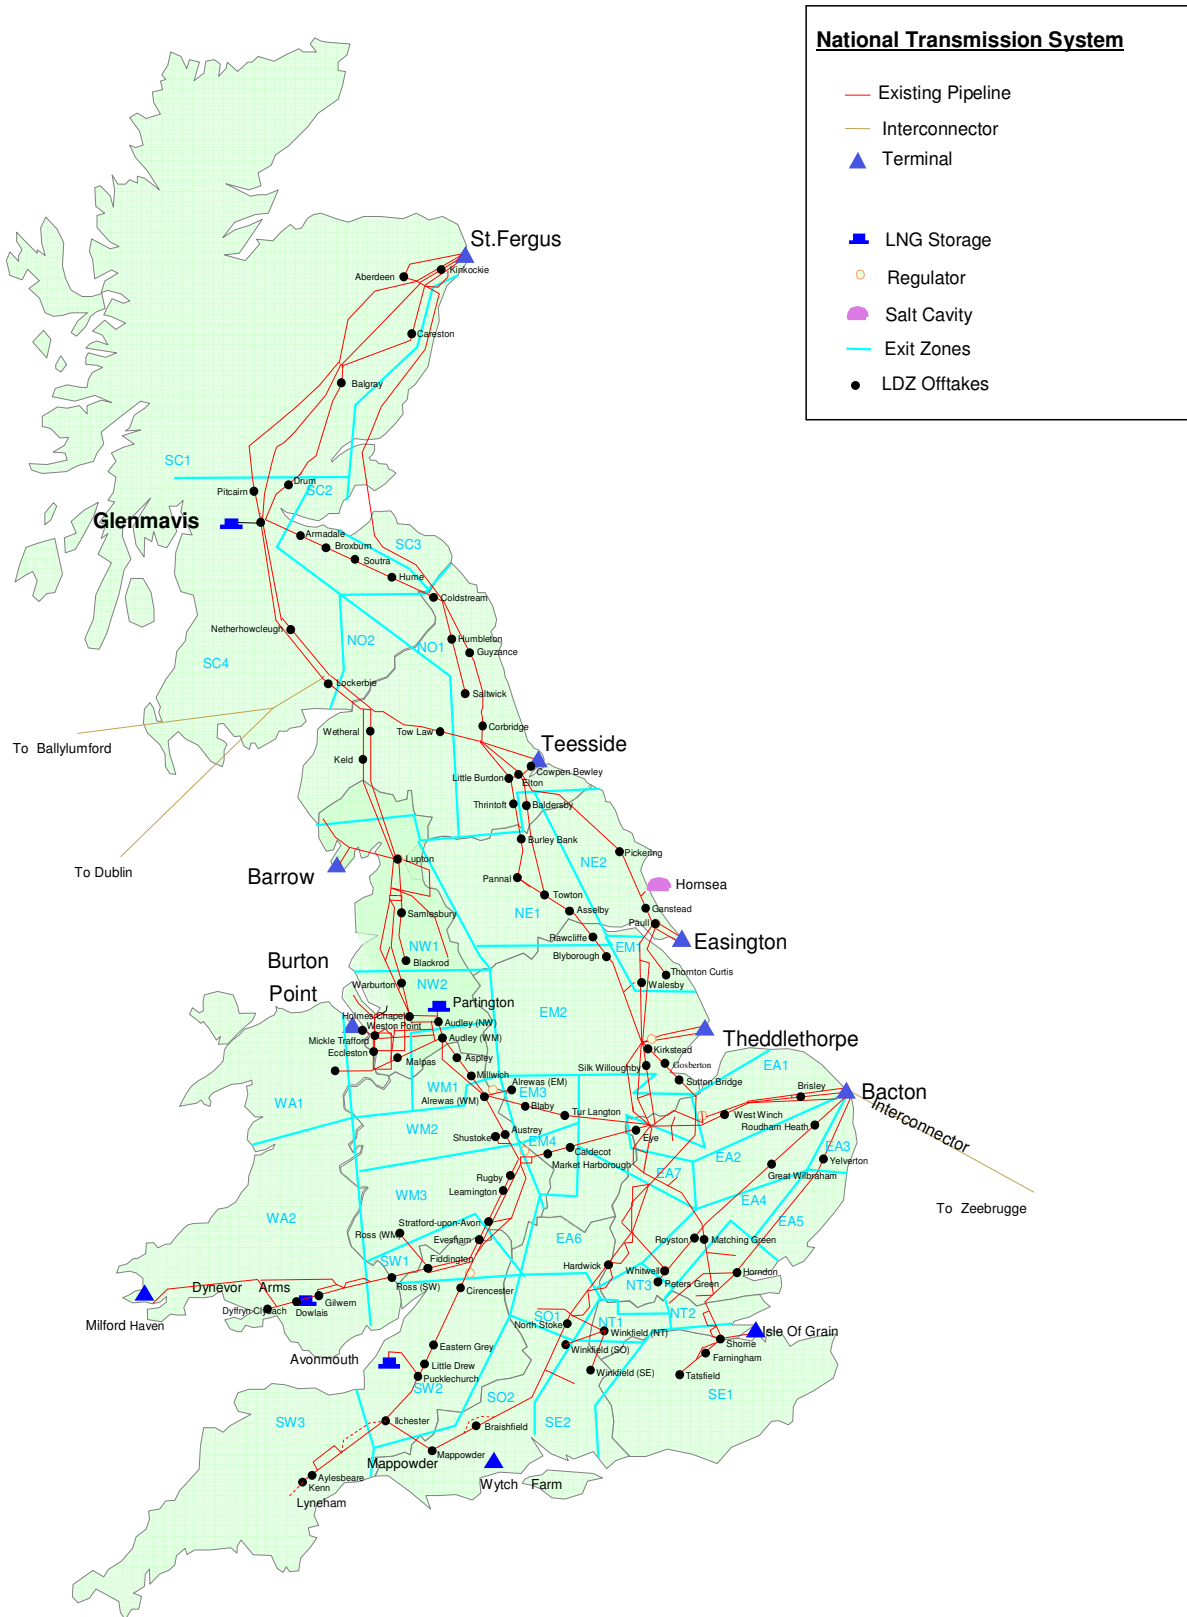 National Transmission System
Existing Pipeline
Interconnector
Terminal
LNG Storage
Regulator
Salt Cavity
Exit Zones
LDZ Offtakes
St.Fergus
Kinkockie
Aberdeen
Careston
Balgray
SC1
Drum
SC2
Pitcairn
Glenmavis
Armadale
Broxburn
SC3
Soutra
Hume
Coldstream
Netherhowcleugh
NO2
NO1
Humbleton
Guyzance
SC4
Lockerbie
Saltwick
Corbridge
Wetheral
Tow Law
To Ballylumford
Teesside
Keld
Cowpen Bewley
Little Burdon
Elton
Thrintoft
Baldersby
Burley Bank
To Dublin
Lupton
Pickering
NE2
Barrow
Pannal
Hornsea
Towton
NE1
Asselby
Ganstead
Samlesbury
Paull
Rawcliffe
Easington
NW1
EM1
Blyborough
Blackrod
Burton
Point
Thornton Curtis
NW2
Warburton
Walesby
Partington
EM2
Holmes Chapel
Audley (NW)
Weston Point
Mickle Trafford
Audley (WM)
Theddlethorpe
Eccleston
Malpas
Aspley
Kirkstead
Silk Willoughby
Gosberton
EA1
Millwich
Sutton Bridge
WM1
Alrewas (EM)
Brisley
Bacton
WA1
Alrewas (WM)
EM3
Blaby
Tur Langton
West Winch
Interconnector
WM2
Roudham Heath
Shustoke
Austrey
EM4
Eye
EA3
Caldecot
EA2
Yelverton
Market Harborough
Great Wilbraham
Rugby
EA7
Leamington
WM3
EA4
To Zeebrugge
WA2
Stratford-upon-Avon
EA5
Ross (WM)
Evesham
EA6
Royston
Matching Green
SW1
Fiddington
Hardwick
Whitwell
Horndon
Dynevor Arms
Ross (SW)
Cirencester
NT3
Peters Green
Gilwern
Dowlais
Dyffryn Clydach
Milford Haven
SO1
NT1
NT2
North Stoke
Winkfield (NT)
Isle Of Grain
Shorne
Eastern Grey
Winkfield (SO)
Farningham
Avonmouth
Little Drew
Winkfield (SE)
Tatsfield
Pucklechurch
SW2
SO2
SE1
SW3
Ilchester
Braishfield
SE2
Mappowder
Mappowder
Aylesbeare
Kenn
Wytch Farm
Lyneham